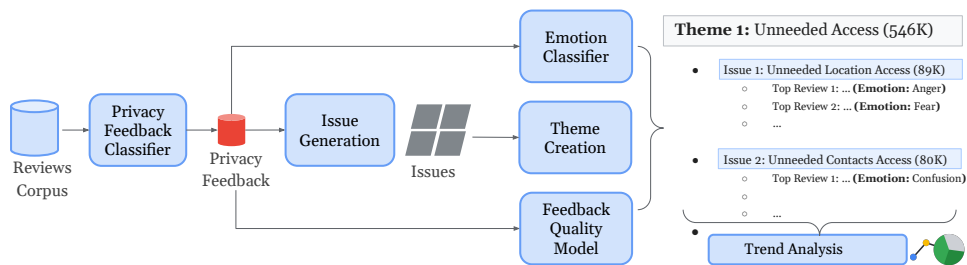 Reviews
Corpus
Privacy
Feedback
Classifier
Privacy
Feedback
Issue
Generation
Issues
Emotion
Classifier
Theme
Creation
Feedback
Quality
Model
Theme 1: Unneeded Access (546K)
● Issue 1: Unneeded Location Access (89K)
○ Top Review 1: ... (Emotion: Anger)
○ Top Review 2: ... (Emotion: Fear)
○ ...
● Issue 2: Unneeded Contacts Access (80K)
○ Top Review 1: ... (Emotion: Confusion)
○
○ ...
●
Trend Analysis